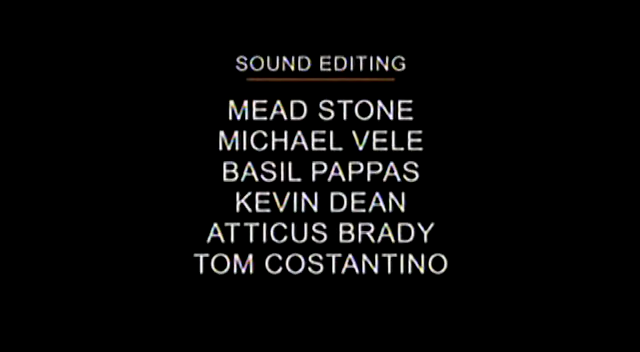 SOUND EDITING
MEAD STONE
MICHAEL VELE
BASIL PAPPAS
KEVIN DEAN
ATTICUS BRADY
TOM COSTANTINO